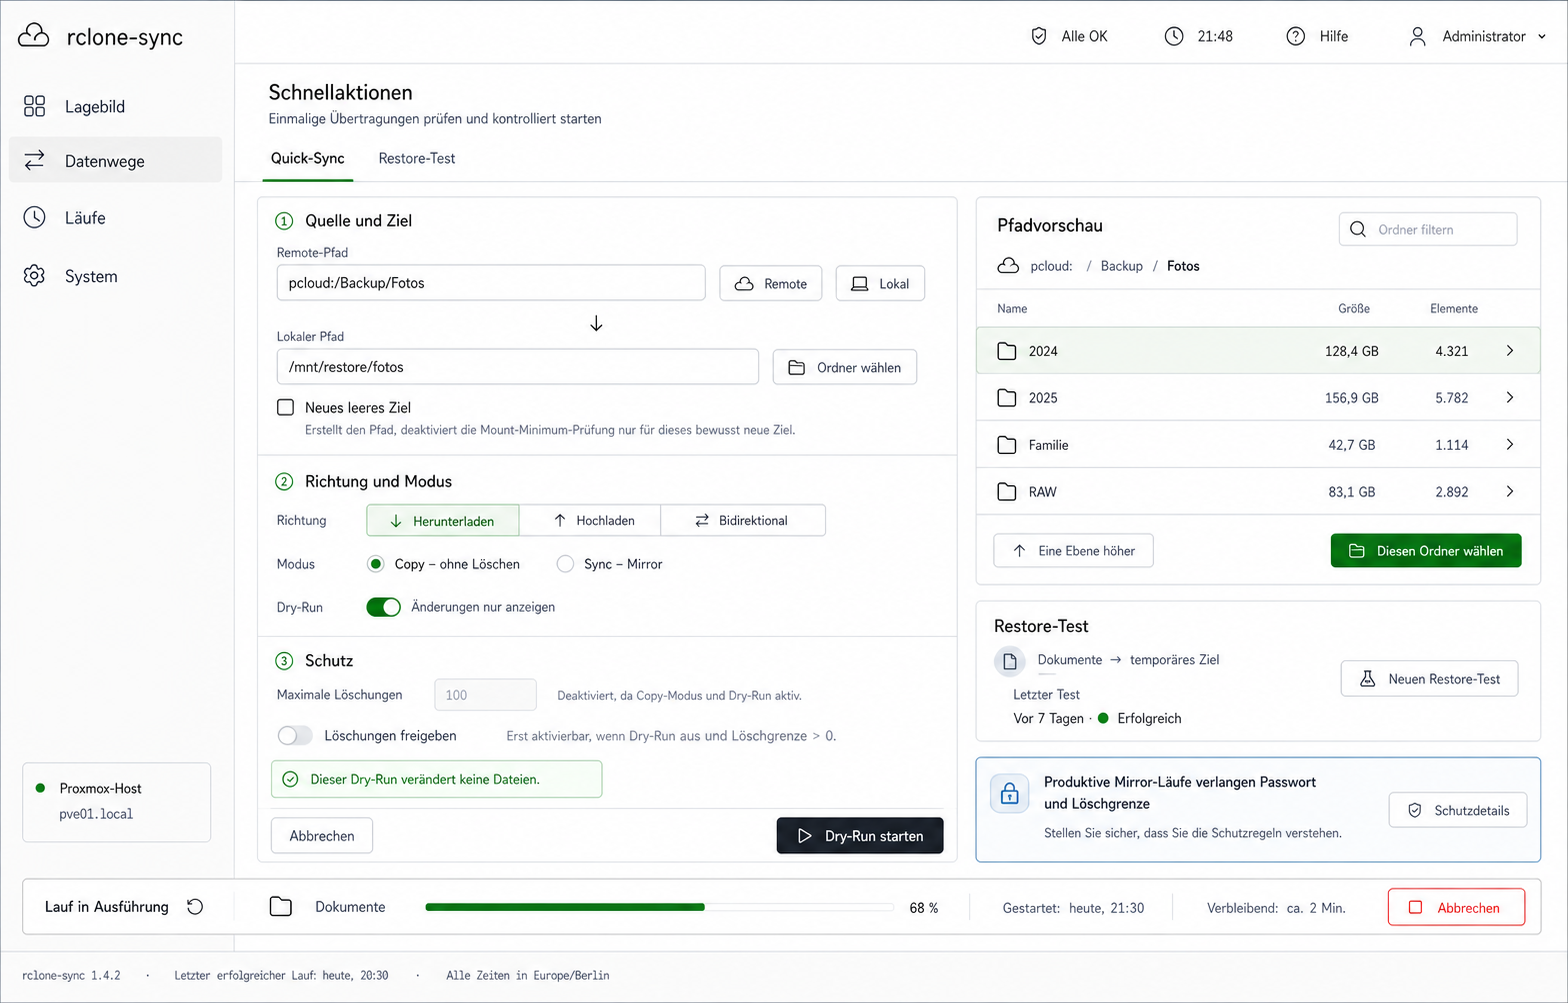 rclone-sync
Alle OK
21:48
Hilfe
Administrator
Lagebild
Datenwege
Läufe
System
Proxmox-Host
pve01.local
Schnellaktionen
Einmalige Übertragungen prüfen und kontrolliert starten
Quick-Sync
Restore-Test
1 Quelle und Ziel
Remote-Pfad
pcloud:/Backup/Fotos
Remote
Lokal
Lokaler Pfad
/mnt/restore/fotos
Ordner wählen
Neues leeres Ziel
Erstellt den Pfad, deaktiviert die Mount-Minimum-Prüfung nur für dieses bewusst neue Ziel.
2 Richtung und Modus
Richtung
Herunterladen
Hochladen
Bidirektional
Modus
Copy – ohne Löschen
Sync – Mirror
Dry-Run
Änderungen nur anzeigen
3 Schutz
Maximale Löschungen
100
Deaktiviert, da Copy-Modus und Dry-Run aktiv.
Löschungen freigeben
Erst aktivierbar, wenn Dry-Run aus und Löschgrenze > 0.
Dieser Dry-Run verändert keine Dateien.
Abbrechen
Dry-Run starten
Pfadvorschau
Ordner filtern
pcloud: / Backup / Fotos
Name Größe Elemente
2024 128,4 GB 4.321
2025 156,9 GB 5.782
Familie 42,7 GB 1.114
RAW 83,1 GB 2.892
Eine Ebene höher
Diesen Ordner wählen
Restore-Test
Dokumente → temporäres Ziel
Letzter Test
Vor 7 Tagen · Erfolgreich
Neuen Restore-Test
Produktive Mirror-Läufe verlangen Passwort
und Löschgrenze
Stellen Sie sicher, dass Sie die Schutzregeln verstehen.
Schutzdetails
Lauf in Ausführung
Dokumente
68 %
Gestartet: heute, 21:30
Verbleibend: ca. 2 Min.
Abbrechen
rclone-sync 1.4.2 · Letzter erfolgreicher Lauf: heute, 20:30 · Alle Zeiten in Europe/Berlin